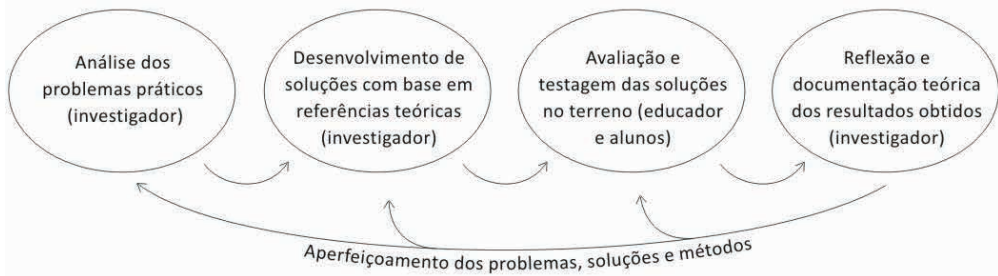 Análise dos
problemas práticos
(investigador)
Desenvolvimento de
soluções com base em
referências teóricas
(investigador)
Avaliação e
testagem das soluções
no terreno (educador
e alunos)
Reflexão e
documentação teórica
dos resultados obtidos
(investigador)
Aperfeiçoamento dos problemas, soluções e métodos